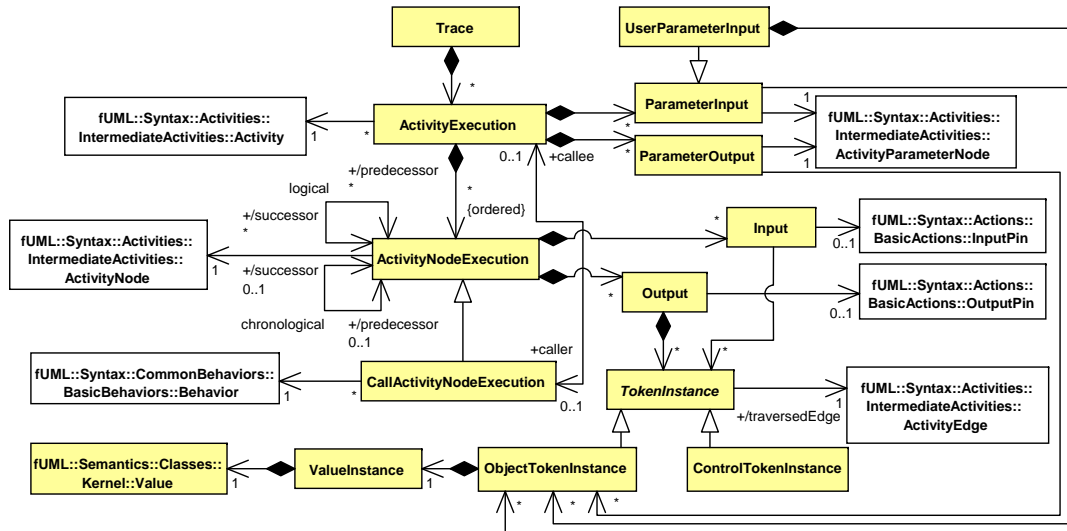 Trace
UserParameterInput
*
fUML::Syntax::Activities::
IntermediateActivities::Activity
1
*
ActivityExecution
*
ParameterInput
1
fUML::Syntax::Activities::
IntermediateActivities::
ActivityParameterNode
0..1
+callee
*
ParameterOutput
1
+/predecessor
*
logical
*
{ordered}
+/successor
*
fUML::Syntax::Activities::
IntermediateActivities::
ActivityNode
1
ActivityNodeExecution
*
Input
0..1
fUML::Syntax::Actions::
BasicActions::InputPin
+/successor
0..1
*
Output
0..1
fUML::Syntax::Actions::
BasicActions::OutputPin
chronological
+/predecessor
0..1
+caller
*
*
fUML::Syntax::CommonBehaviors::
BasicBehaviors::Behavior
1
*
CallActivityNodeExecution
0..1
TokenInstance
+/traversedEdge
1
fUML::Syntax::Activities::
IntermediateActivities::
ActivityEdge
fUML::Semantics::Classes::
Kernel::Value
1
ValueInstance
1
ObjectTokenInstance
ControlTokenInstance
*
*
*